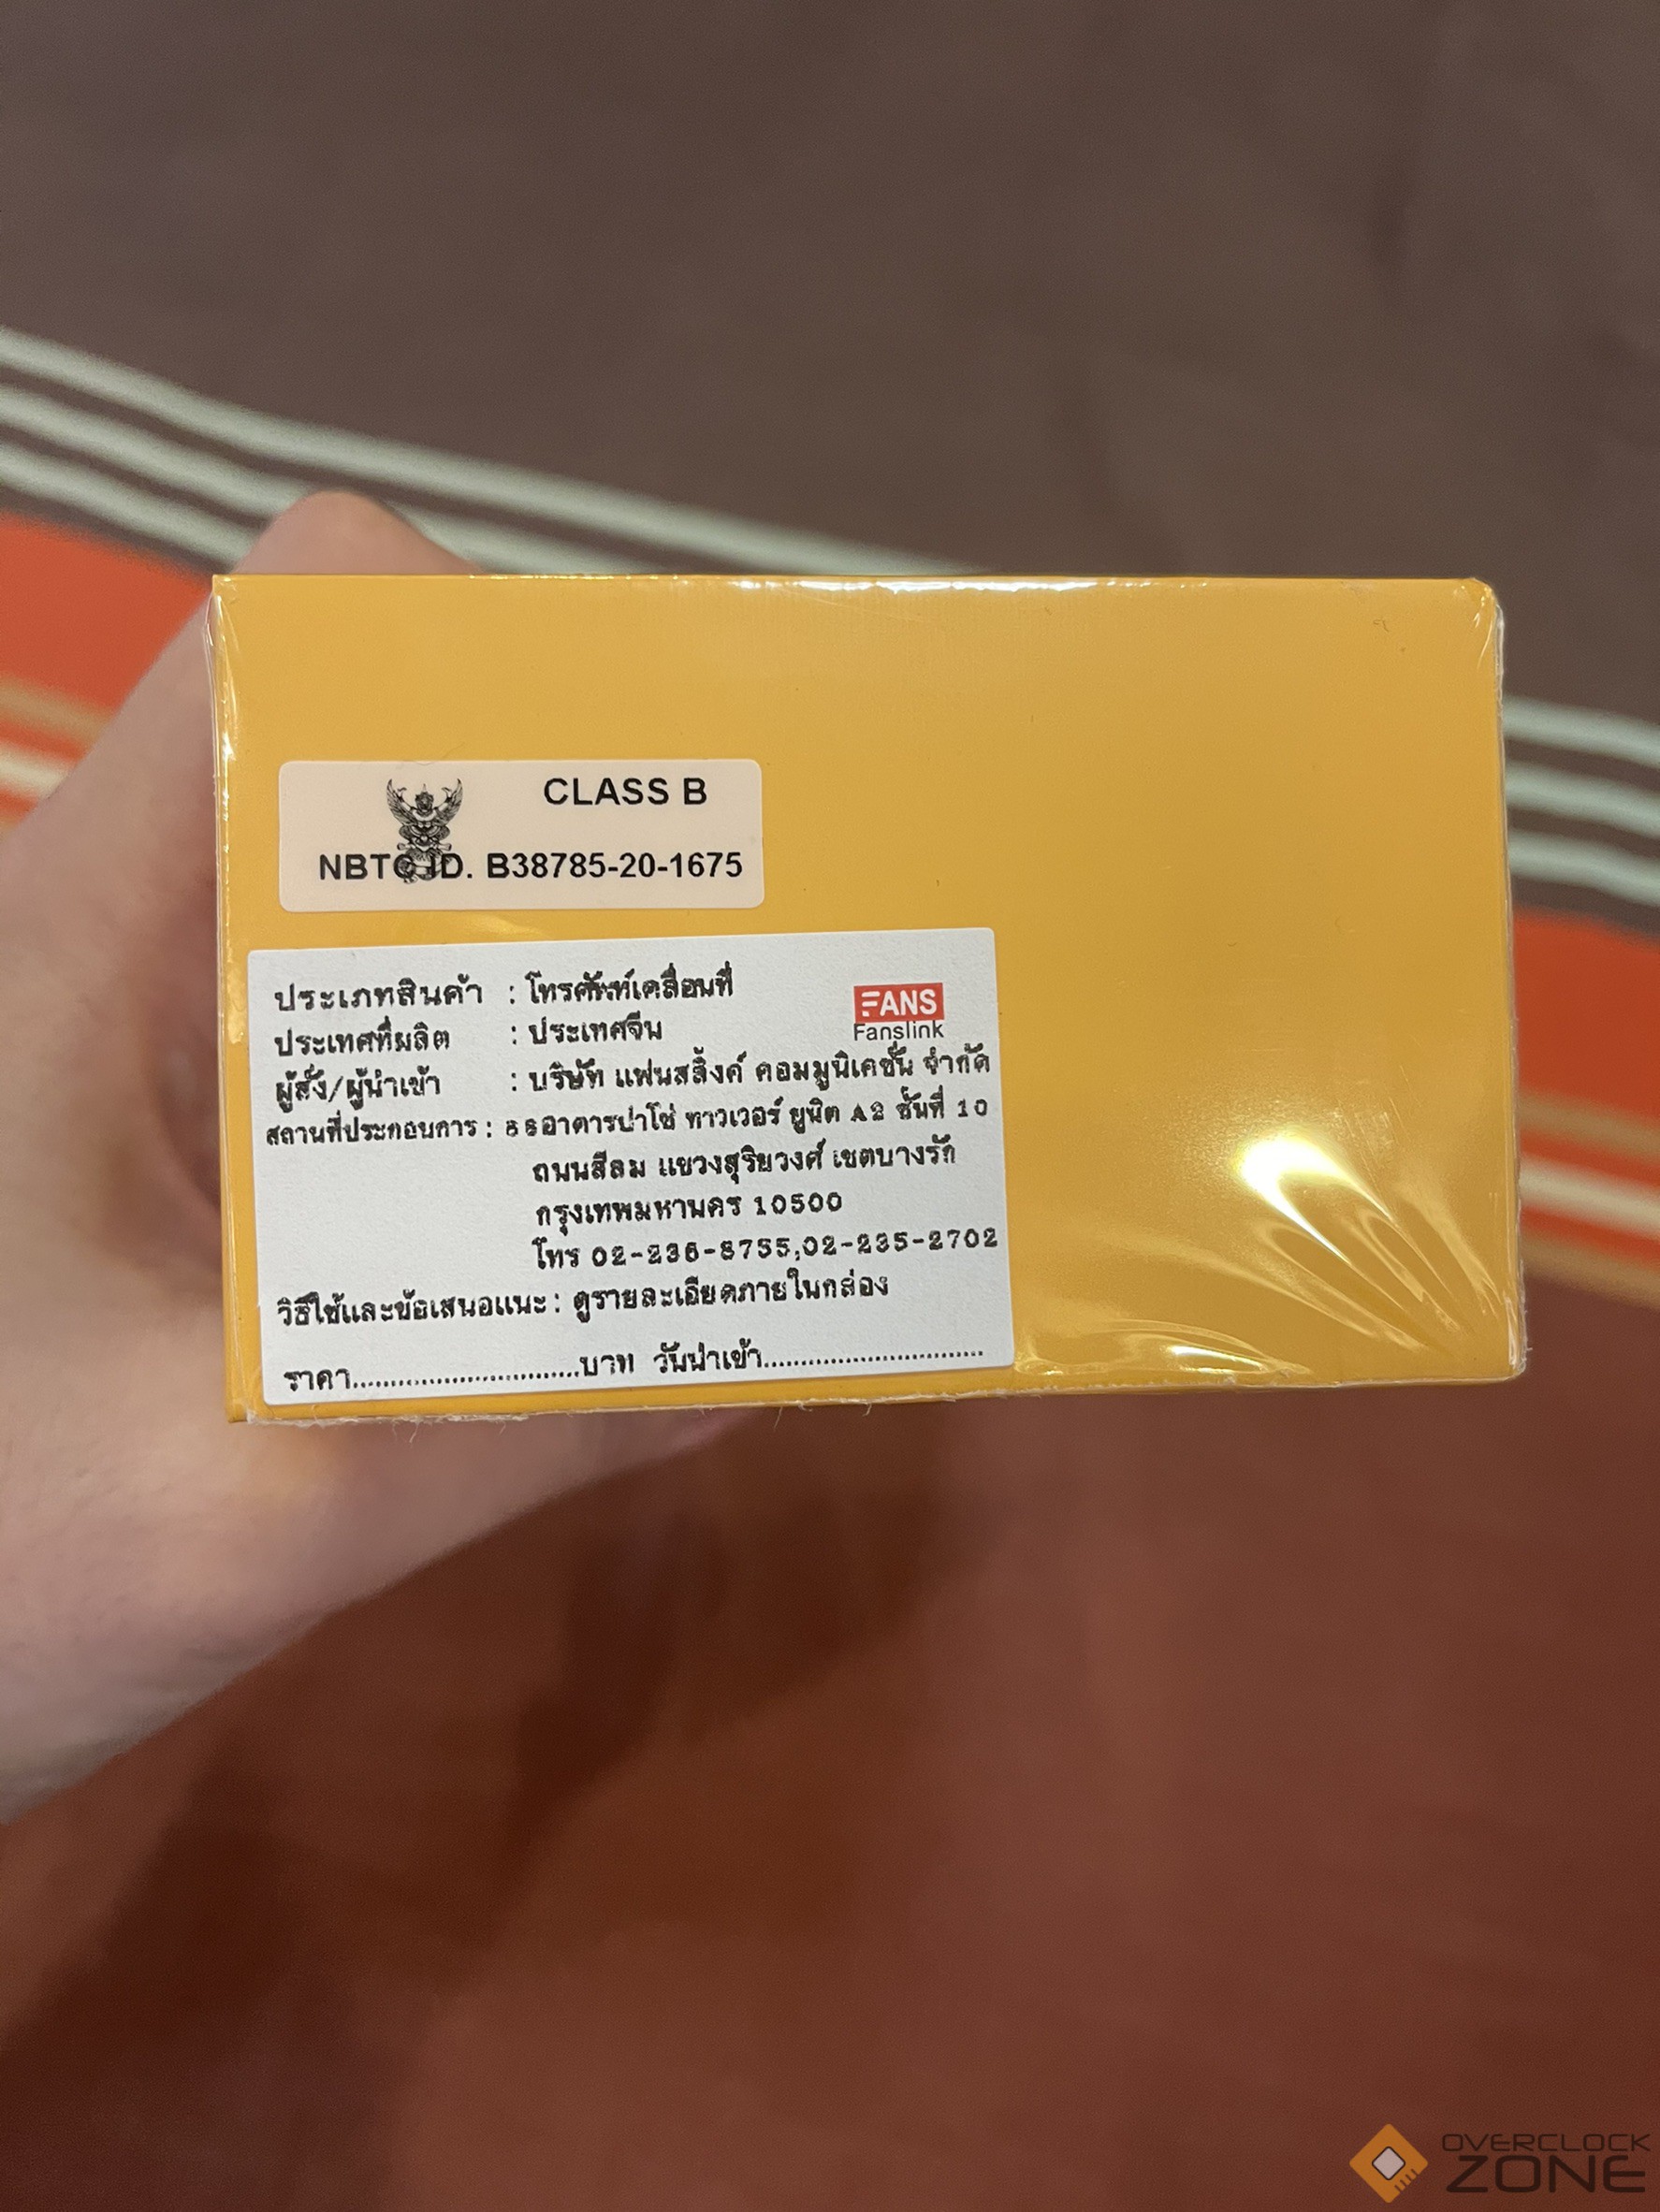 CLASS B
NBTC ID. B38785-20-1675
FANS
Fanslink
ประเภทสินค้า : โทรศัพท์เคลื่อนที่
ประเทศที่ผลิต : ประเทศจีน
ผู้สั่ง/ผู้นำเข้า : บริษัท แฟนสลิ้งค์ คอมมูนิเคชั่น จำกัด
สถานที่ประกอบการ : อาคารปาโซ่ ทาวเวอร์ ยูนิต A2 ชั้นที่ 10
ถนนสีลม แขวงสุริยวงศ์ เขตบางรัก
กรุงเทพมหานคร 10500
โทร 02-236-8755,02-235-2702
วิธีใช้และข้อเสนอแนะ : ดูรายละเอียดภายในกล่อง
ราคา..............................บาท วันนำเข้า..............................
OVERCLOCK
ZONE